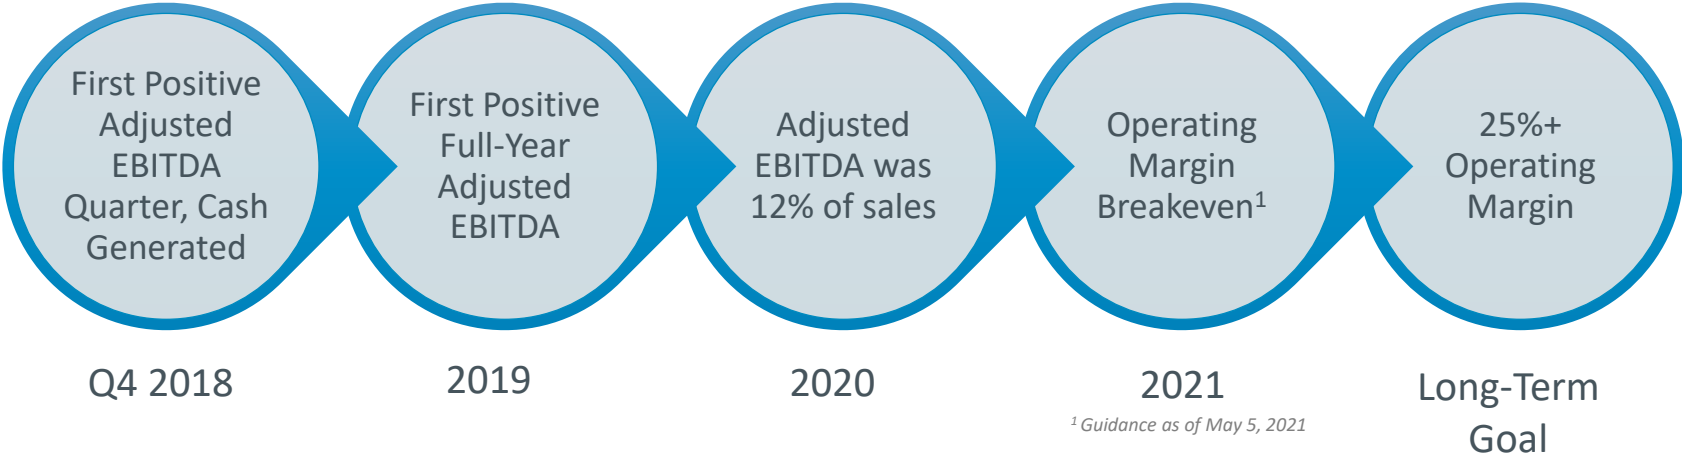 First Positive
Adjusted
EBITDA
Quarter, Cash
Generated
First Positive
Full-Year
Adjusted
EBITDA
Adjusted
EBITDA was
12% of sales
Operating
Margin
Breakeven¹
25%+
Operating
Margin
Q4 2018
2019
2020
2021
¹ Guidance as of May 5, 2021
Long-Term
Goal